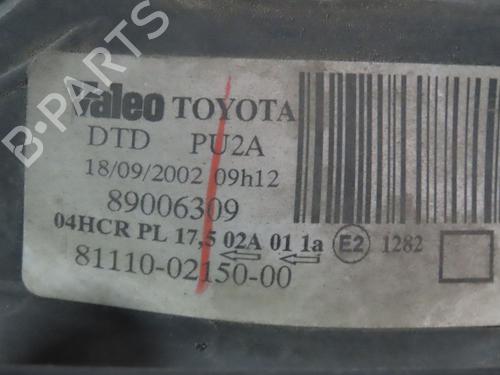 B-PARTS
Valeo TOYOTA
DTD PU2A
18/09/2002 09h12
89006309
04HCR PL 17,5 02A 01 1a E2 1282
81110-02150-00